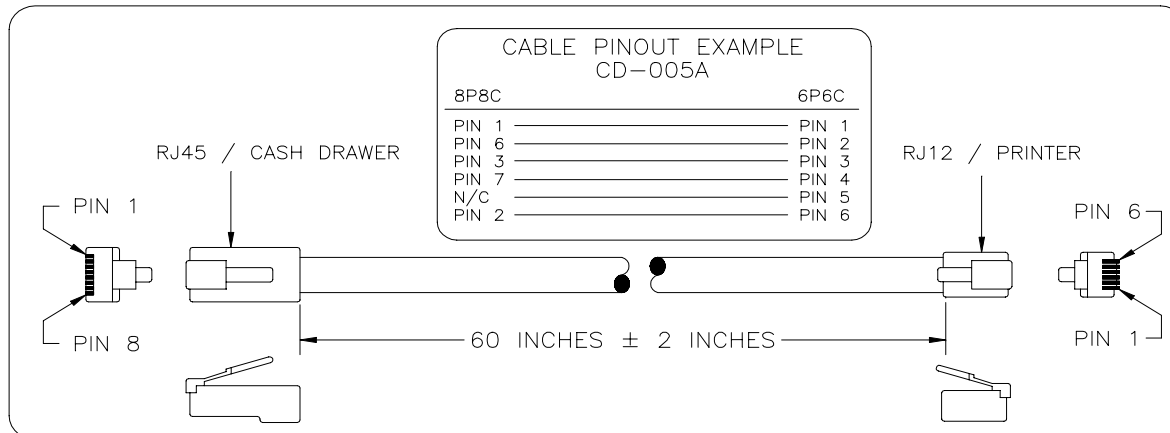 CABLE PINOUT EXAMPLE
CD-005A
8P8C 6P6C
PIN 1 PIN 1
PIN 6 PIN 2
PIN 3 PIN 3
PIN 7 PIN 4
N/C PIN 5
PIN 2 PIN 6
RJ45 / CASH DRAWER
RJ12 / PRINTER
PIN 1
PIN 8
PIN 6
PIN 1
60 INCHES ± 2 INCHES